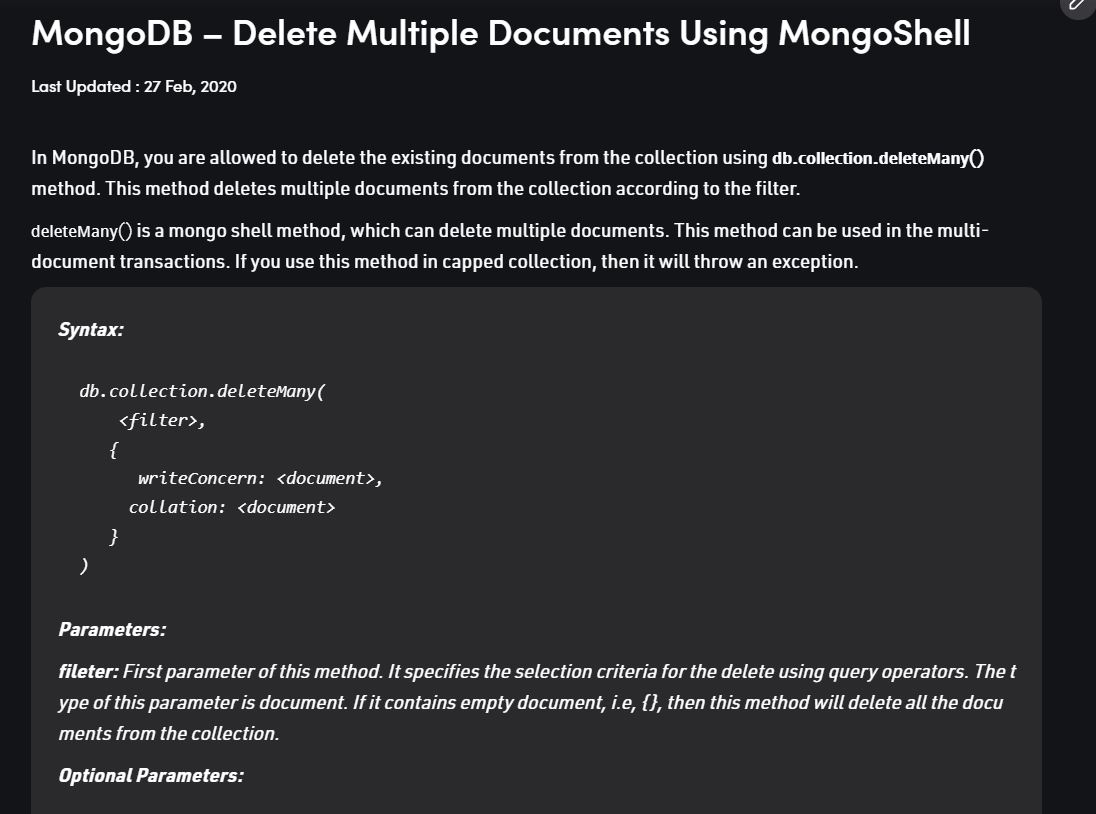 MongoDB – Delete Multiple Documents Using MongoShell
Last Updated : 27 Feb, 2020
In MongoDB, you are allowed to delete the existing documents from the collection using db.collection.deleteMany()
method. This method deletes multiple documents from the collection according to the filter.
deleteMany() is a mongo shell method, which can delete multiple documents. This method can be used in the multi-
document transactions. If you use this method in capped collection, then it will throw an exception.
Syntax:
db.collection.deleteMany(
<filter>,
{
writeConcern: <document>,
collation: <document>
}
)
Parameters:
fileter: First parameter of this method. It specifies the selection criteria for the delete using query operators. The t
ype of this parameter is document. If it contains empty document, i.e, {}, then this method will delete all the docu
ments from the collection.
Optional Parameters: